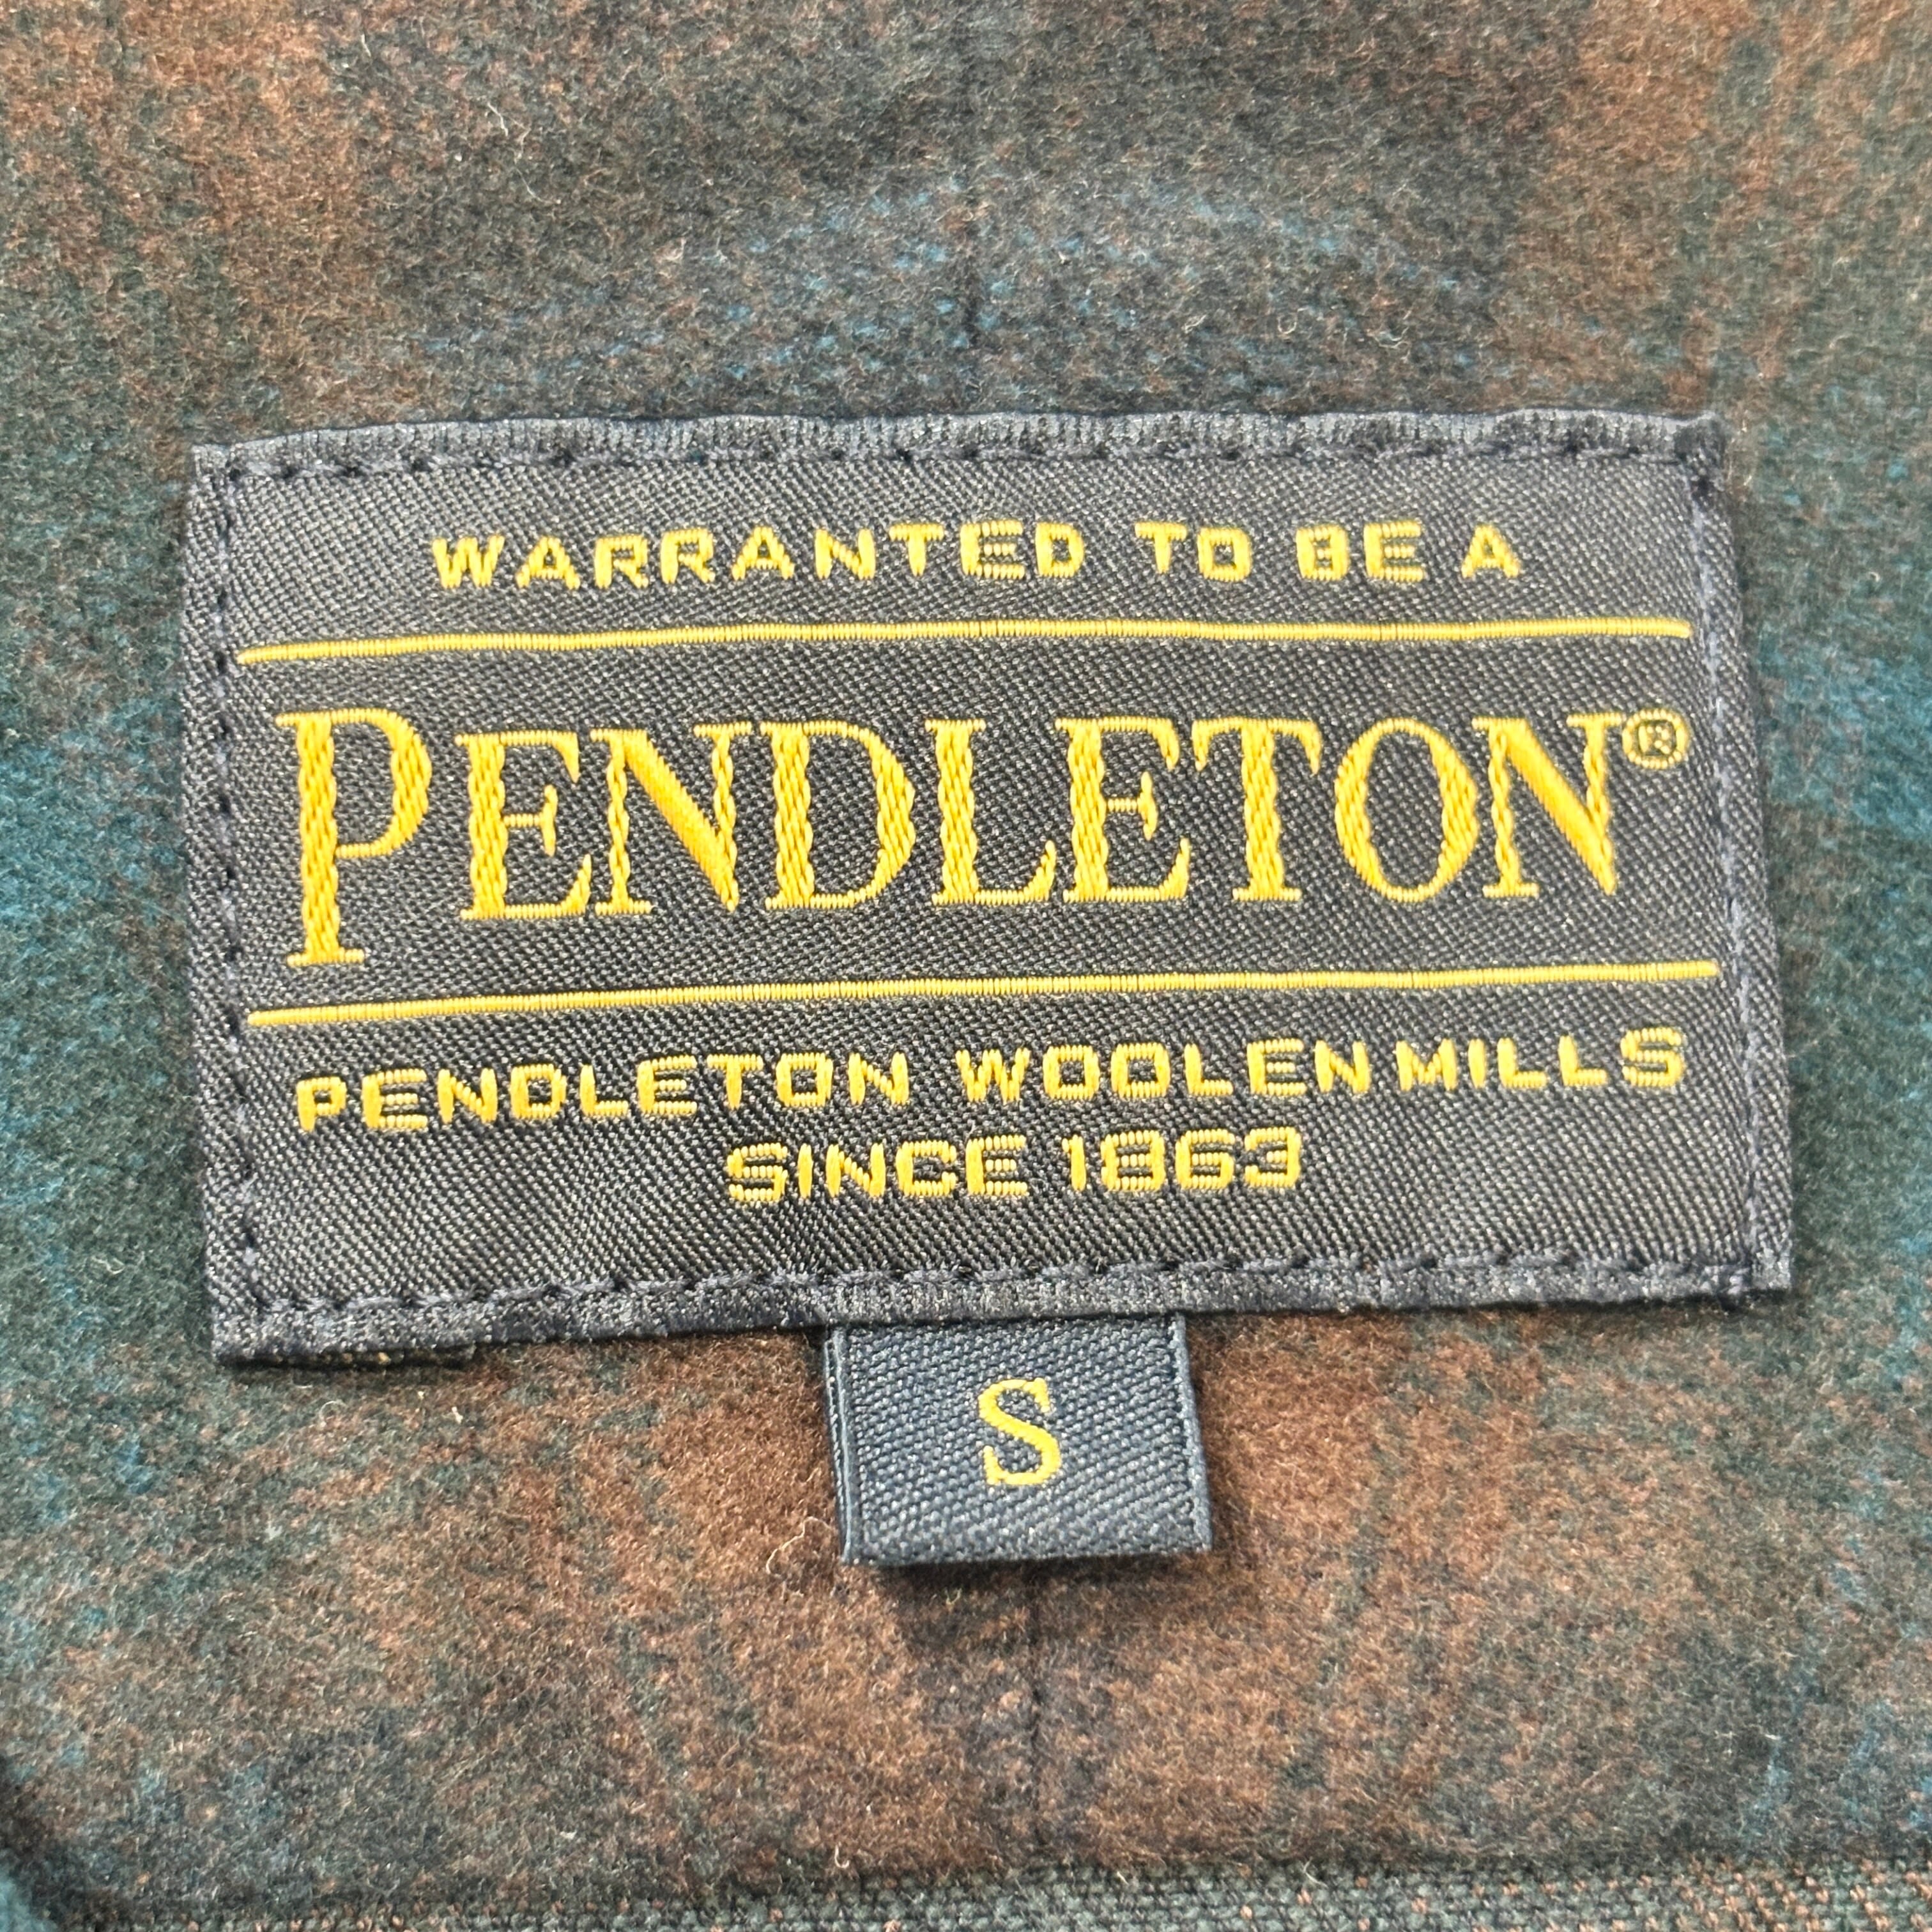 WARRANTED TO BE A
PENDLETON®
PENDLETON WOOLEN MILLS
SINCE 1863
S